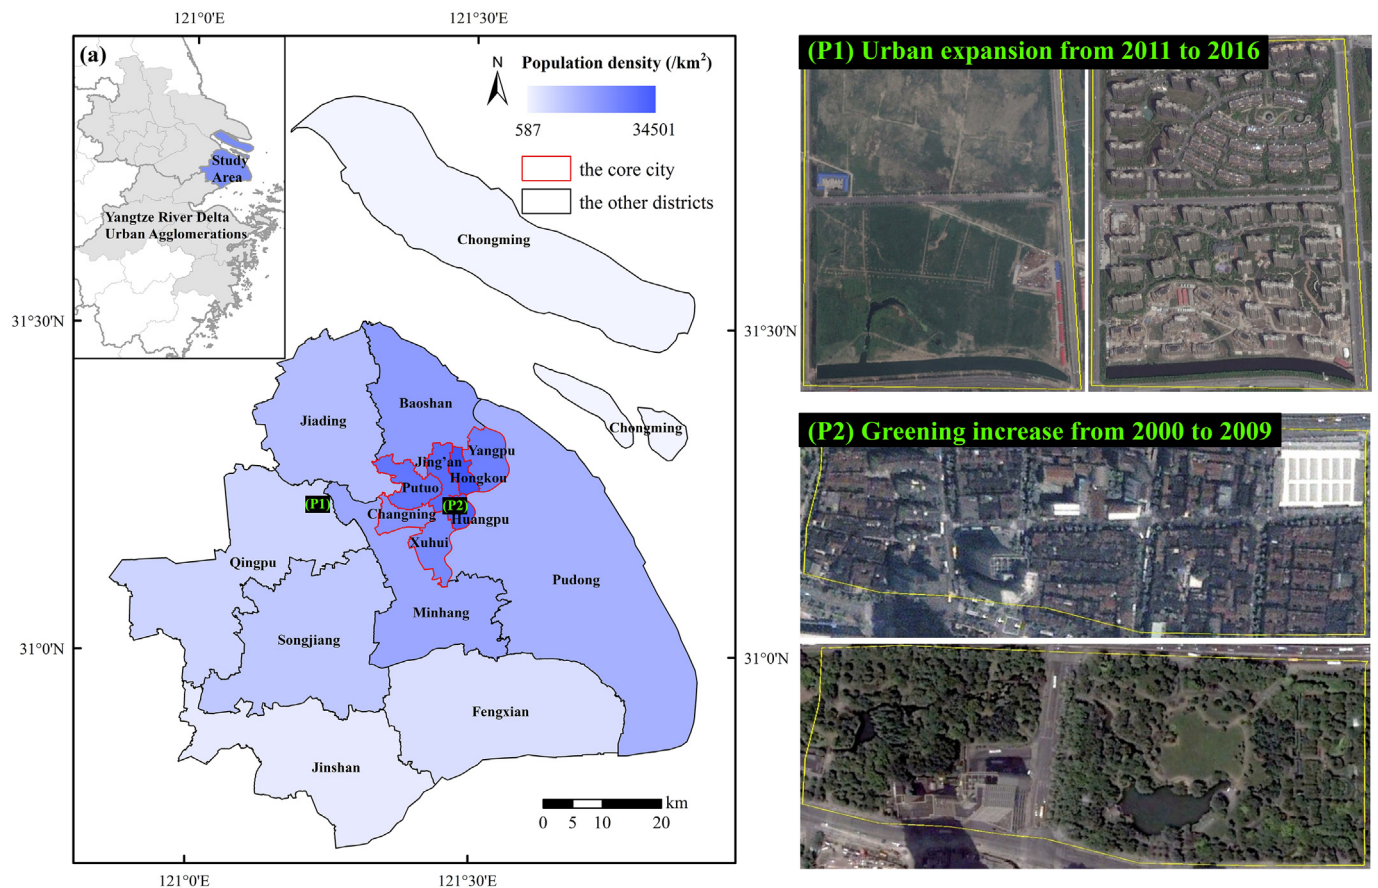 121°0'E
121°30'E
(a)
N
Population density (/km²)
587
34501
the core city
the other districts
Study
Area
Yangtze River Delta
Urban Agglomerations
Chongming
31°30'N
31°30'N
Baoshan
Jiading
Chongming
Yangpu
Jing'an
Hongkou
Putuo
(P1)
(P2)
Changning
Huangpu
Xuhui
Qingpu
Pudong
Minhang
Songjiang
31°0'N
31°0'N
Fengxian
Jinshan
km
0
5
10
20
121°0'E
121°30'E
(P1) Urban expansion from 2011 to 2016
(P2) Greening increase from 2000 to 2009